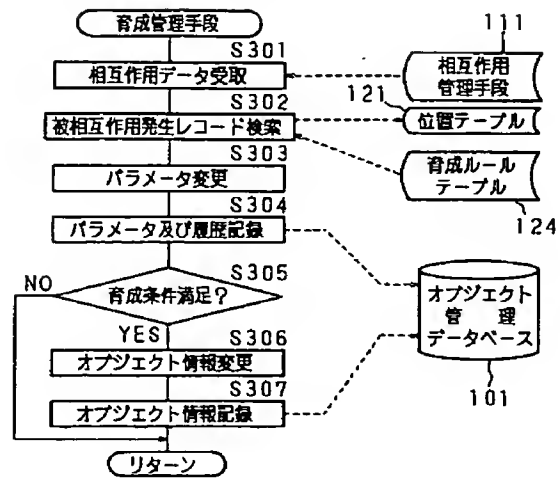 育成管理手段
S301
相互作用データ受取
S302
被相互作用発生レコード検索
S303
パラメータ変更
S304
パラメータ及び履歴記録
S305
NO
育成条件満足?
YES
S306
オブジェクト情報変更
S307
オブジェクト情報記録
リターン
111
相互作用
管理手段
121
位置テーブル
育成ルール
テーブル
124
オブジェクト
管理
データベース
101